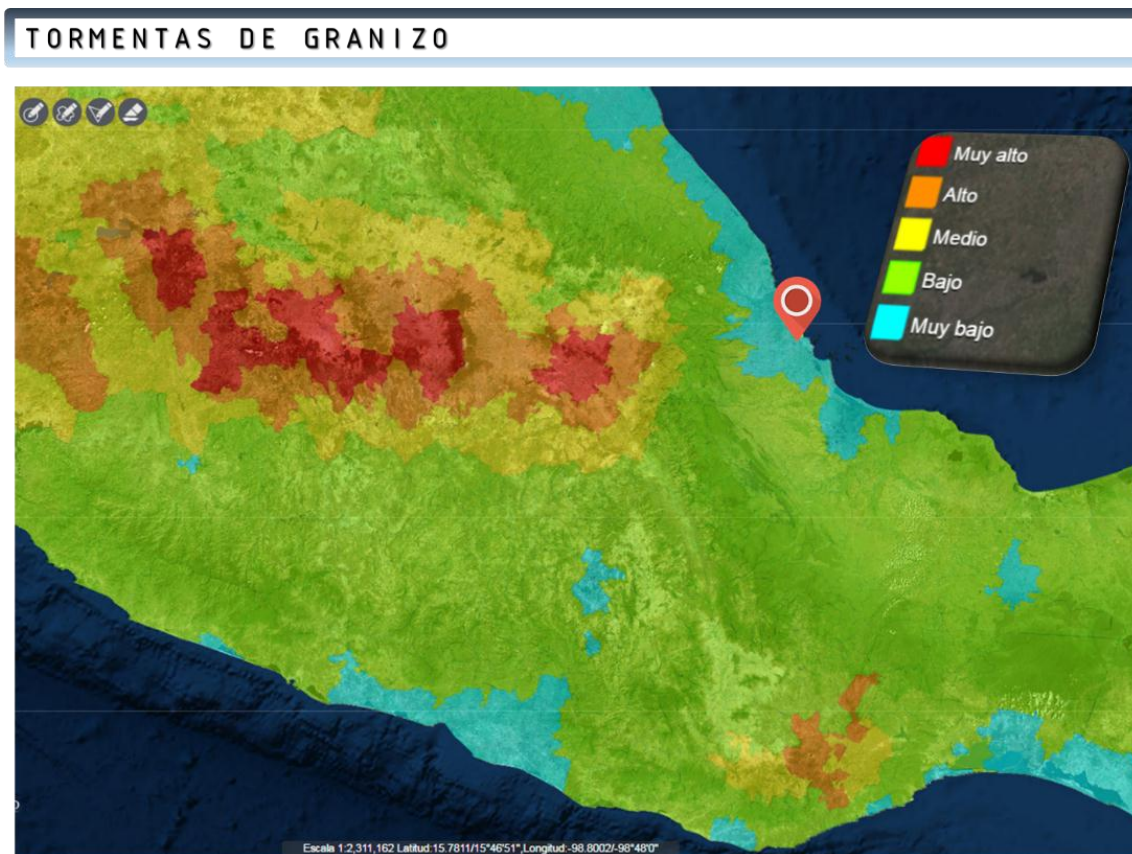 TORMENTAS DE GRANIZO
Muy alto
Alto
Medio
Bajo
Muy bajo
Escala 1:2,311,162 Latitud:15.7811/15°46'51",Longitud:-98.8002/-98°48'0"